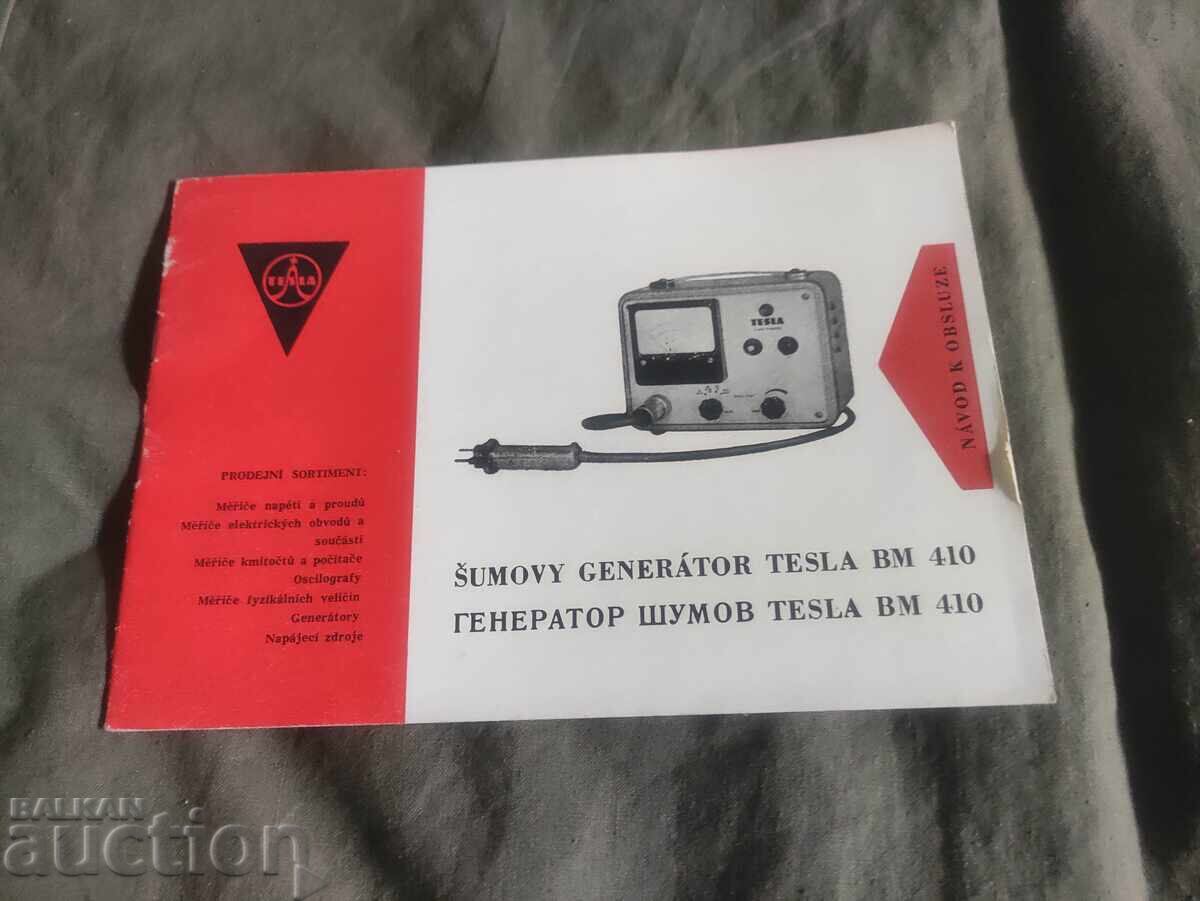 TESLA
PRODEJNÍ SORTIMENT:
Měřiče napětí a proudů
Měřiče elektrických obvodů a
součástí
Měřiče kmitočtů a počítače
Oscilografy
Měřiče fyzikálních veličin
Generátory
Napájecí zdroje
TESLA
NÁVOD K OBSLUZE
ŠUMOVY GENERÁTOR TESLA BM 410
ГЕНЕРАТОР ШУМОВ TESLA BM 410
BALKAN
auction